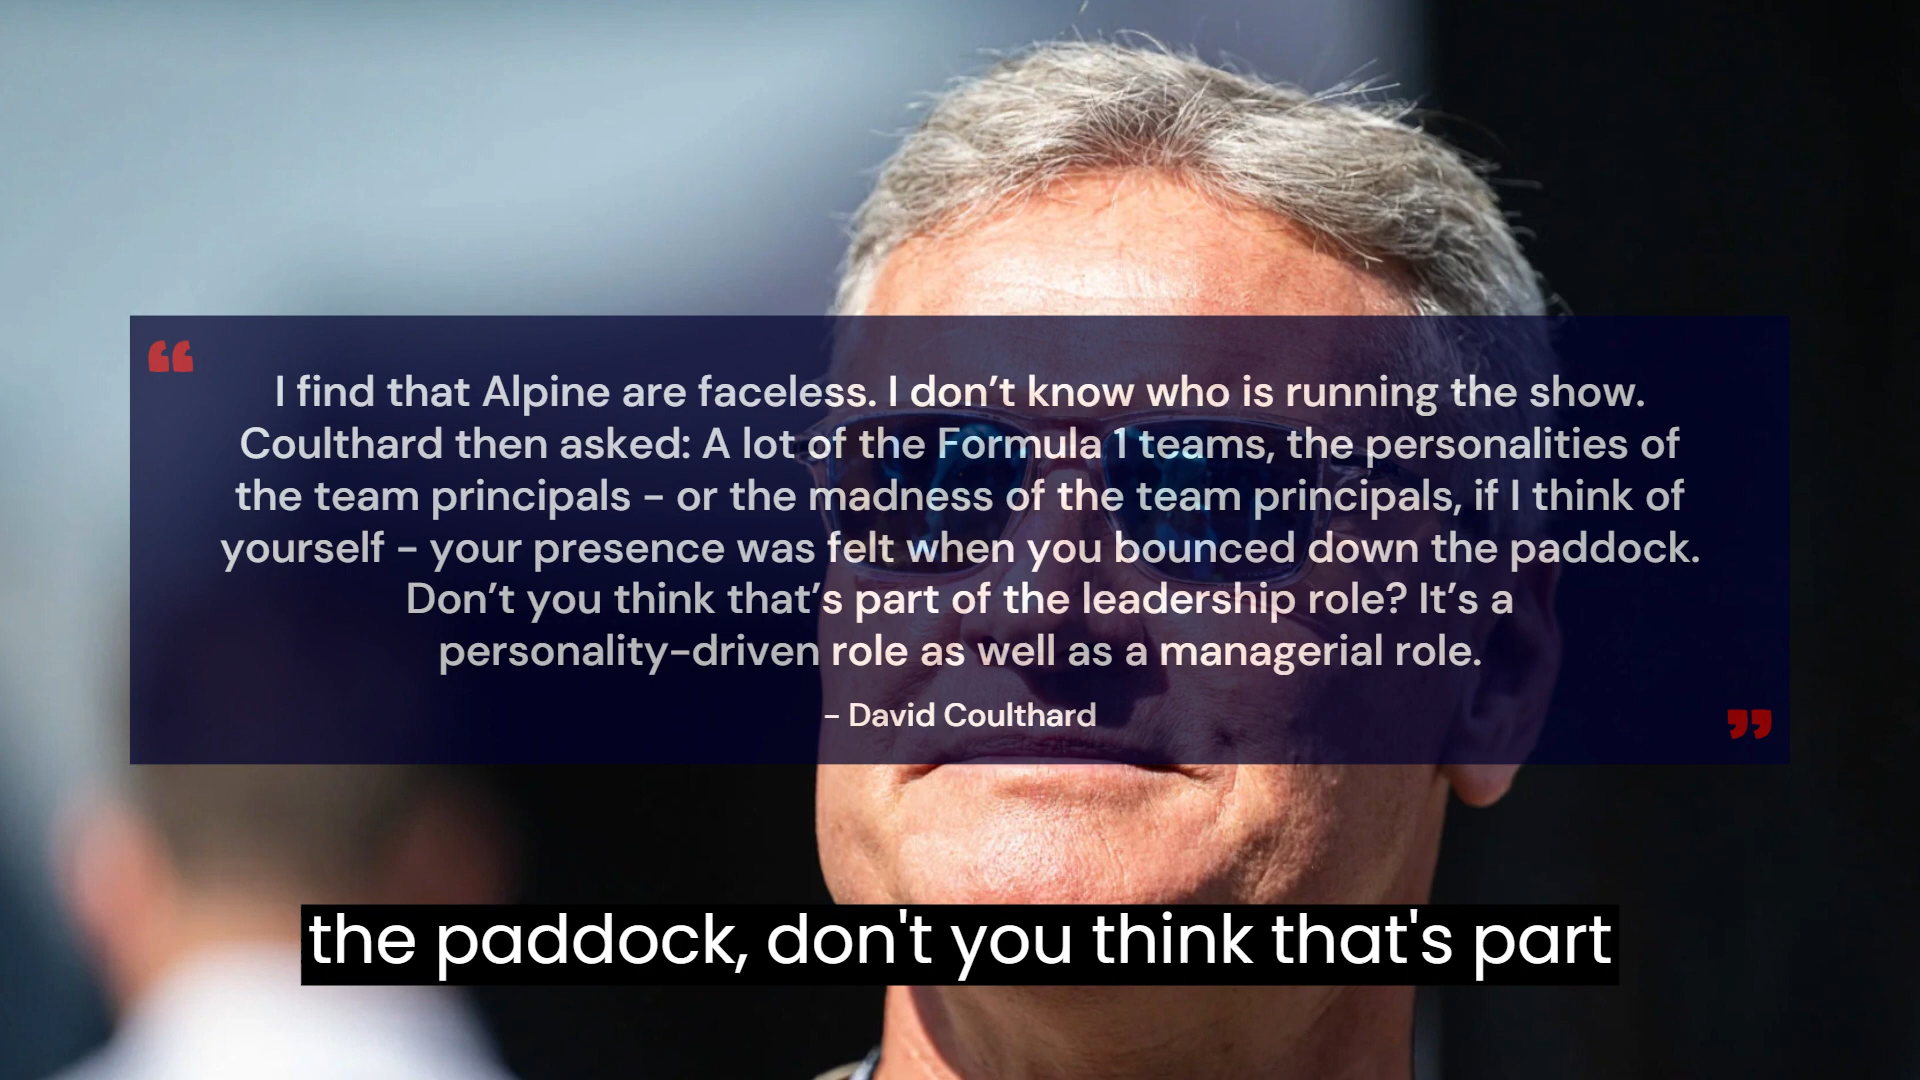 “
I find that Alpine are faceless. I don’t know who is running the show.
Coulthard then asked: A lot of the Formula 1 teams, the personalities of
the team principals – or the madness of the team principals, if I think of
yourself – your presence was felt when you bounced down the paddock.
Don’t you think that’s part of the leadership role? It’s a
personality-driven role as well as a managerial role.
– David Coulthard
”
the paddock, don't you think that's part